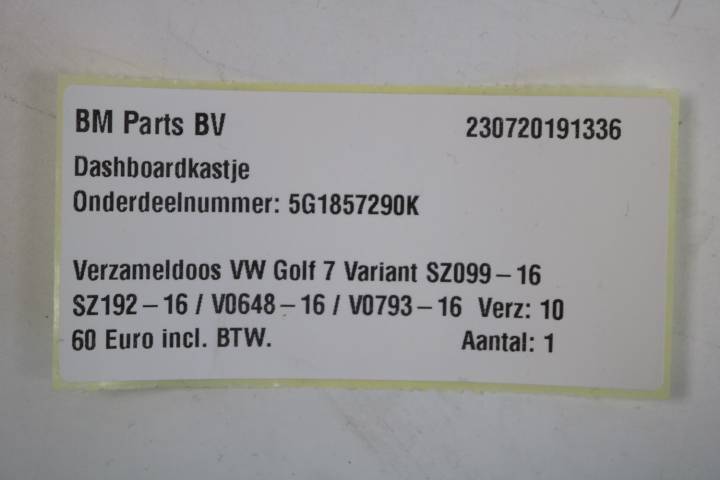 BM Parts BV 230720191336
Dashboardkastje
Onderdeelnummer: 5G1857290K
Verzameldoos VW Golf 7 Variant SZ099-16
SZ192-16 / V0648-16 / V0793-16 Verz: 10
60 Euro incl. BTW. Aantal: 1